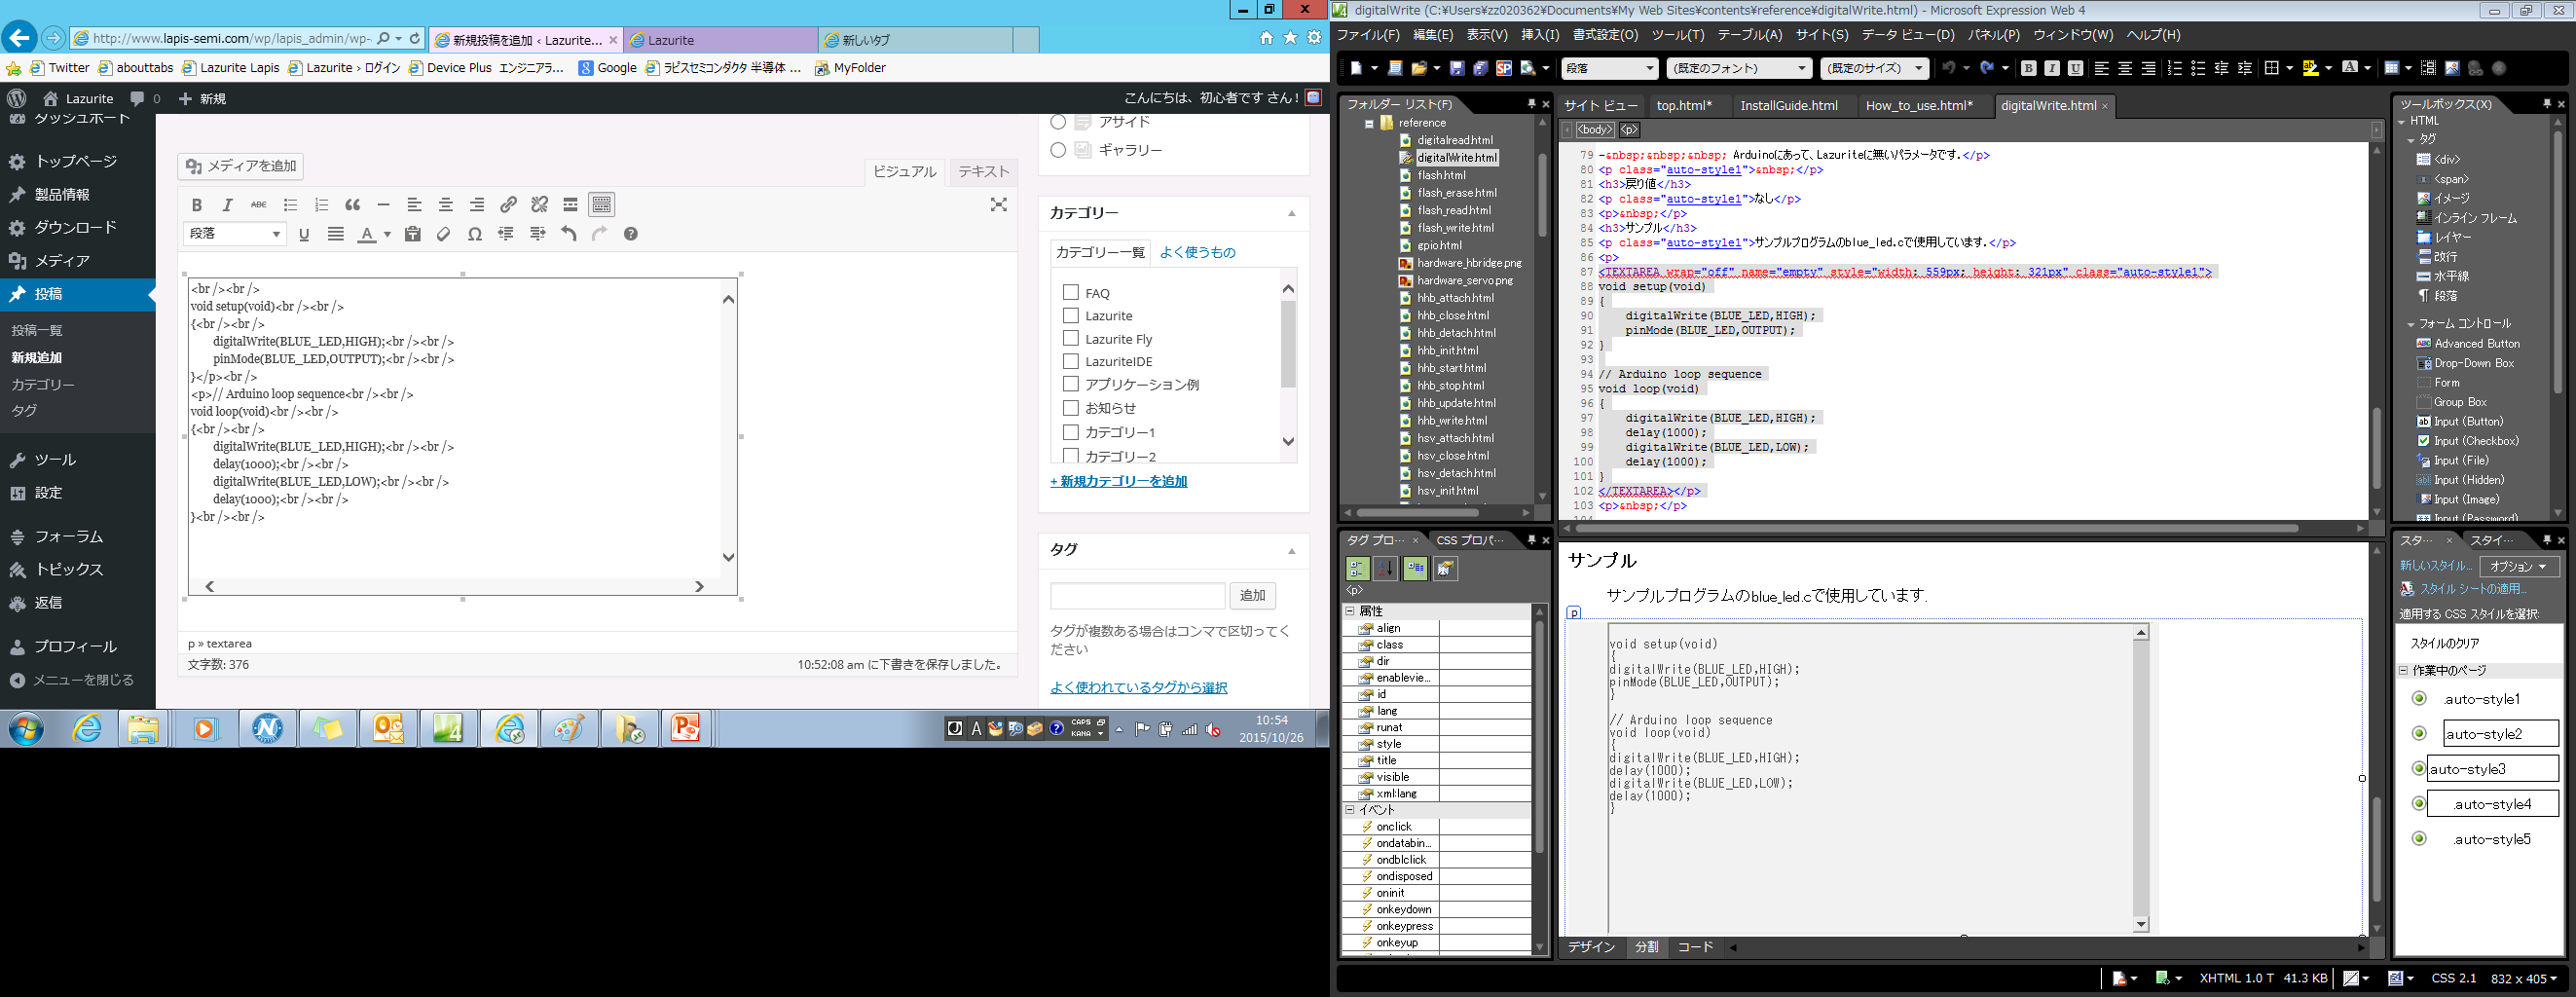 http://www.lapis-semi.com/wp/lapis_admin/wp-
新規投稿を追加 ‹ Lazurite...
Lazurite
新しいタブ
Twitter
abouttabs
Lazurite Lapis
Lazurite › ログイン
Device Plus エンジニアラ...
Google
ラピスセミコンダクタ 半導体 ...
MyFolder
Lazurite
0
新規
こんにちは、初心者です さん!
ダッシュボード
トップページ
製品情報
ダウンロード
メディア
投稿
投稿一覧
新規追加
カテゴリー
タグ
ツール
設定
フォーラム
トピックス
返信
プロフィール
メニューを閉じる
メディアを追加
ビジュアル
テキスト
B I ABC
段落
<br /><br />
void setup(void)<br /><br />
{<br /><br />
digitalWrite(BLUE_LED,HIGH);<br /><br />
pinMode(BLUE_LED,OUTPUT);<br /><br />
}</p><br />
<p>// Arduino loop sequence<br /><br />
void loop(void)<br /><br />
{<br /><br />
digitalWrite(BLUE_LED,HIGH);<br /><br />
delay(1000);<br /><br />
digitalWrite(BLUE_LED,LOW);<br /><br />
delay(1000);<br /><br />
}<br /><br />
p » textarea
文字数: 376
10:52:08 am に下書きを保存しました。
アサイド
ギャラリー
カテゴリー
カテゴリー一覧
よく使うもの
FAQ
Lazurite
Lazurite Fly
LazuriteIDE
アプリケーション例
お知らせ
カテゴリー1
カテゴリー2
+ 新規カテゴリーを追加
タグ
追加
タグが複数ある場合はコンマで区切ってく
ださい
よく使われているタグから選択
CAPS
KANA
10:54
2015/10/26
digitalWrite (C:¥Users¥zz020362¥Documents¥My Web Sites¥contents¥reference¥digitalWrite.html) - Microsoft Expression Web 4
ファイル(F) 編集(E) 表示(V) 挿入(I) 書式設定(O) ツール(T) テーブル(A) サイト(S) データ ビュー(D) パネル(P) ウィンドウ(W) ヘルプ(H)
段落
(既定のフォント)
(既定のサイズ)
フォルダー リスト(F)
reference
digitalread.html
digitalWrite.html
flash.html
flash_erase.html
flash_read.html
flash_write.html
gpio.html
hardware_hbridge.png
hardware_servo.png
hhb_attach.html
hhb_close.html
hhb_detach.html
hhb_init.html
hhb_start.html
hhb_stop.html
hhb_update.html
hhb_write.html
hsv_attach.html
hsv_close.html
hsv_detach.html
hsv_init.html
サイト ビュー
top.html*
InstallGuide.html
How_to_use.html*
digitalWrite.html
<body> <p>
79 -&nbsp;&nbsp;&nbsp; Arduinoにあって、Lazuriteに無いパラメータです.</p>
80 <p class="auto-style1">&nbsp;</p>
81 <h3>戻り値</h3>
82 <p class="auto-style1">なし</p>
83 <p>&nbsp;</p>
84 <h3>サンプル</h3>
85 <p class="auto-style1">サンプルプログラムのblue_led.cで使用しています.</p>
86 <p>
87 <TEXTAREA wrap="off" name="empty" style="width: 559px; height: 321px" class="auto-style1">
88 void setup(void)
89 {
90 digitalWrite(BLUE_LED,HIGH);
91 pinMode(BLUE_LED,OUTPUT);
92 }
93
94 // Arduino loop sequence
95 void loop(void)
96 {
97 digitalWrite(BLUE_LED,HIGH);
98 delay(1000);
99 digitalWrite(BLUE_LED,LOW);
100 delay(1000);
101 }
102 </TEXTAREA></p>
103 <p>&nbsp;</p>
サンプル
サンプルプログラムのblue_led.cで使用しています.
p
void setup(void)
{
digitalWrite(BLUE_LED,HIGH);
pinMode(BLUE_LED,OUTPUT);
}
// Arduino loop sequence
void loop(void)
{
digitalWrite(BLUE_LED,HIGH);
delay(1000);
digitalWrite(BLUE_LED,LOW);
delay(1000);
}
デザイン 分割 コード
タグ プロ...
CSS プロパ...
<p>
属性
align
class
dir
enablevie...
id
lang
runat
style
title
visible
xml:lang
イベント
onclick
ondatabin...
ondblclick
ondisposed
oninit
onkeydown
onkeypress
onkeyup
ツールボックス(X)
HTML
タグ
<div>
<span>
イメージ
インライン フレーム
レイヤー
改行
水平線
段落
フォーム コントロール
Advanced Button
Drop-Down Box
Form
Group Box
Input (Button)
Input (Checkbox)
Input (File)
Input (Hidden)
Input (Image)
Input (Password)
スタ...
スタイ...
新しいスタイル...
オプション
スタイル シートの適用...
適用する CSS スタイルを選択:
スタイルのクリア
作業中のページ
.auto-style1
.auto-style2
.auto-style3
.auto-style4
.auto-style5
XHTML 1.0 T
41.3 KB
CSS 2.1
832 x 405